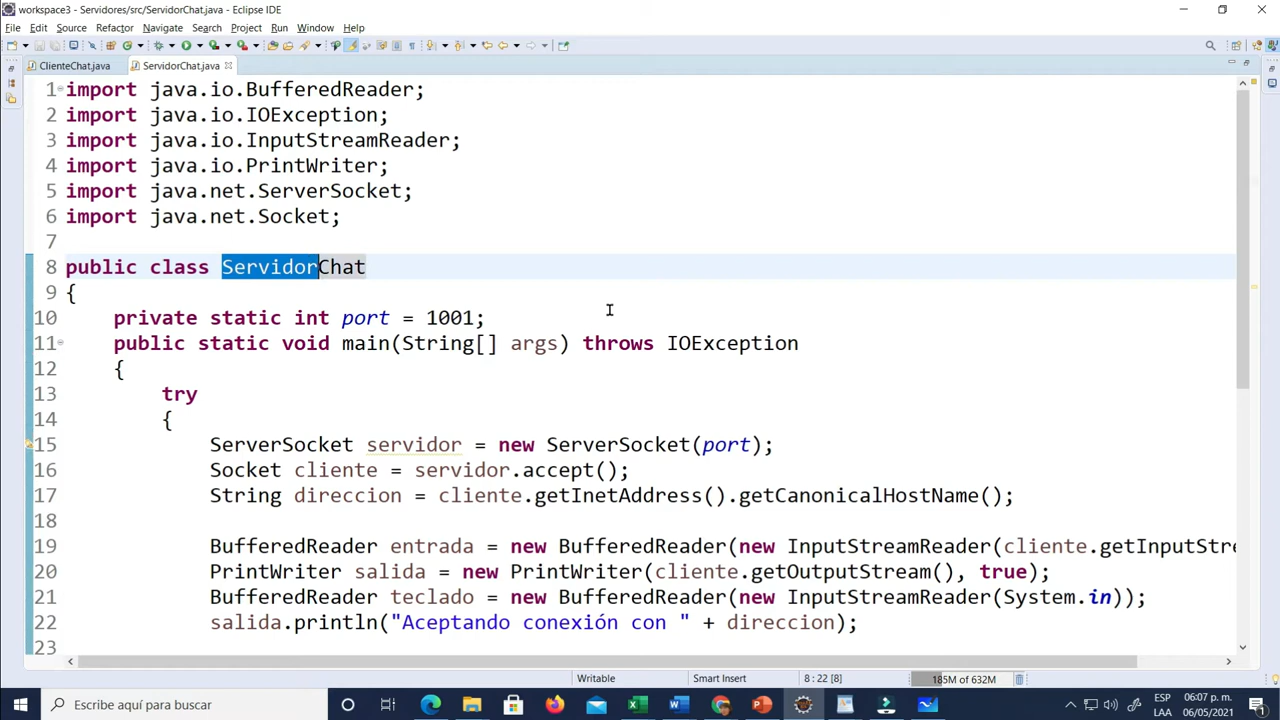 workspace3 - Servidores/src/ServidorChat.java - Eclipse IDE
File Edit Source Refactor Navigate Search Project Run Window Help
ClienteChat.java ServidorChat.java
1 import java.io.BufferedReader;
2 import java.io.IOException;
3 import java.io.InputStreamReader;
4 import java.io.PrintWriter;
5 import java.net.ServerSocket;
6 import java.net.Socket;
7
8 public class ServidorChat
9 {
10 private static int port = 1001;
11 public static void main(String[] args) throws IOException
12 {
13 try
14 {
15 ServerSocket servidor = new ServerSocket(port);
16 Socket cliente = servidor.accept();
17 String direccion = cliente.getInetAddress().getCanonicalHostName();
18
19 BufferedReader entrada = new BufferedReader(new InputStreamReader(cliente.getInputStre
20 PrintWriter salida = new PrintWriter(cliente.getOutputStream(), true);
21 BufferedReader teclado = new BufferedReader(new InputStreamReader(System.in));
22 salida.println("Aceptando conexión con " + direccion);
23
Writable Smart Insert 8 : 22 [8] 185M of 632M
Escribe aquí para buscar ESP 06:07 p. m.
LAA 06/05/2021 1